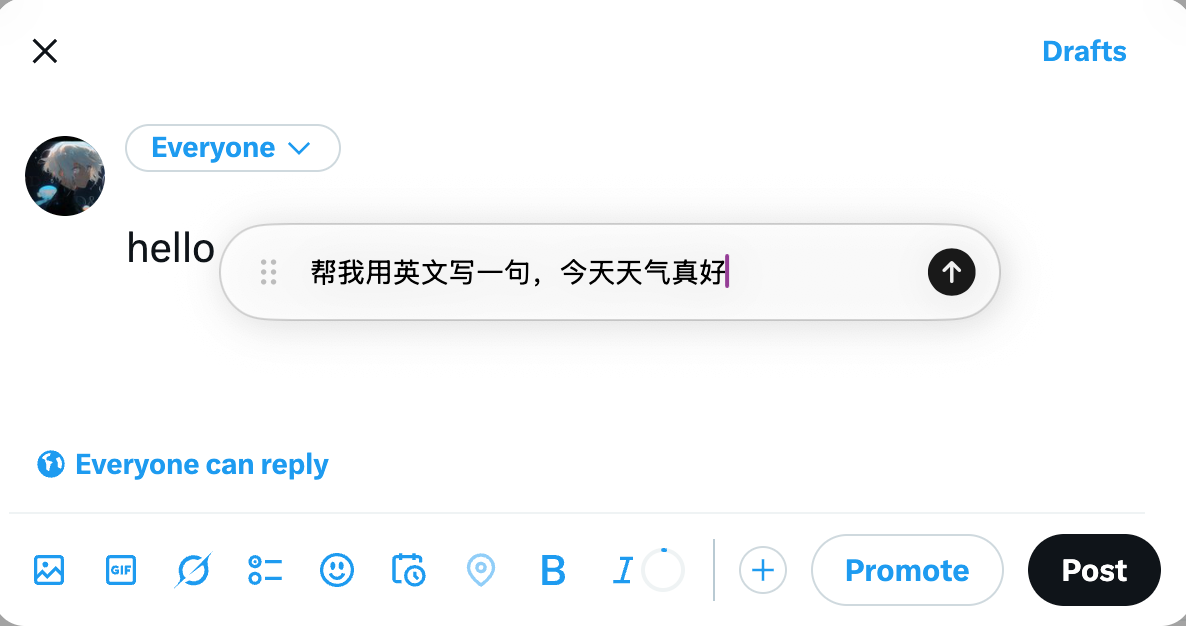 Drafts
Everyone
hello
帮我用英文写一句，今天天气真好
Everyone can reply
GIF
B
I
Promote
Post